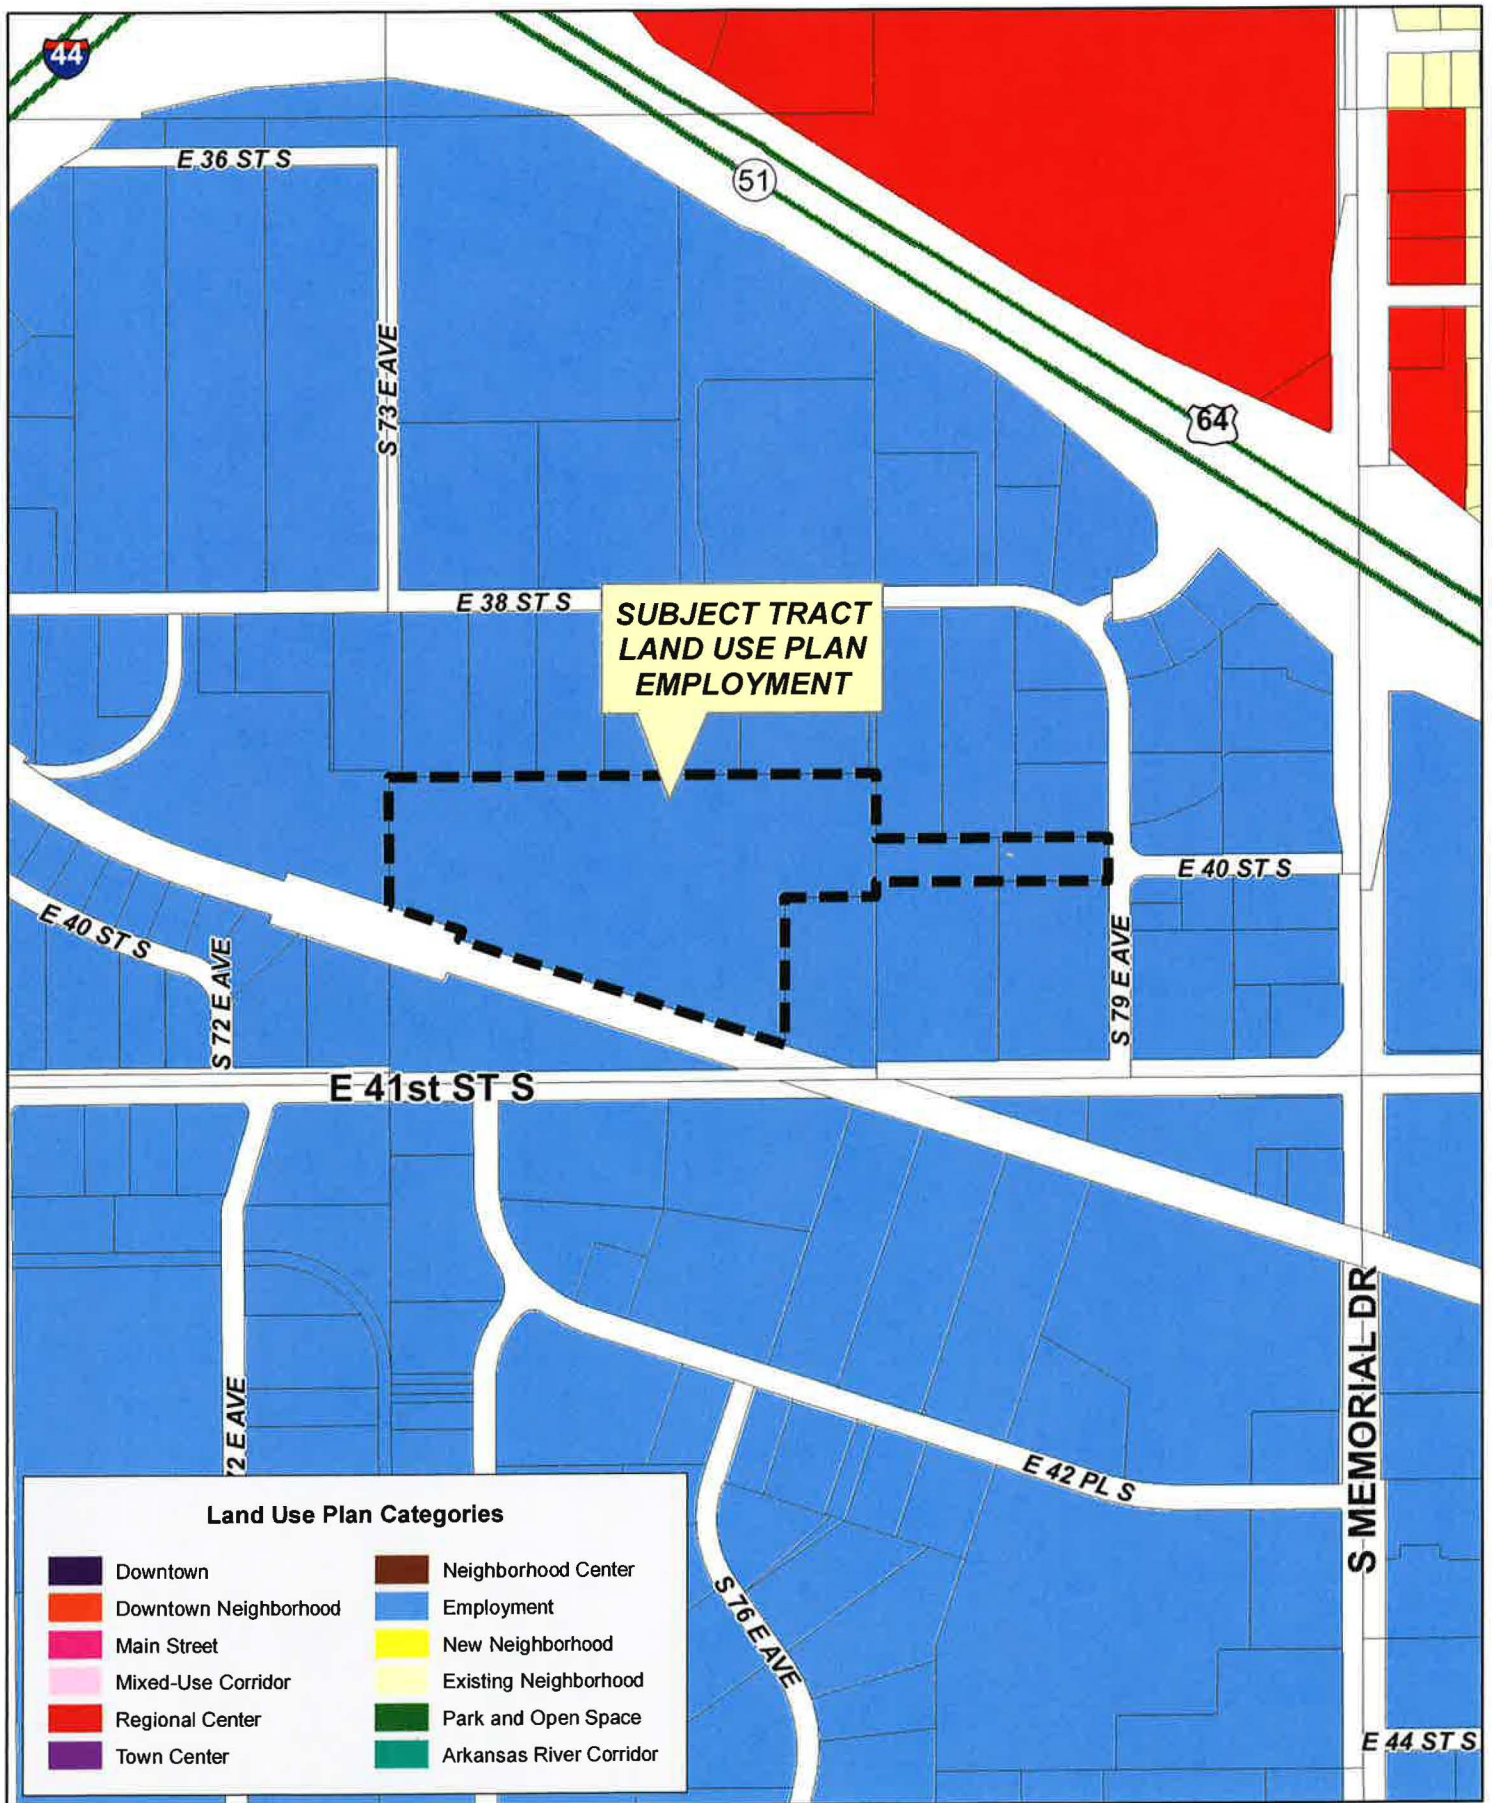 44
E 36 ST S
51
S 73 E AVE
64
E 38 ST S
SUBJECT TRACT
LAND USE PLAN
EMPLOYMENT
E 40 ST S
E 40 ST S
S 72 E AVE
S 79 E AVE
E 41st ST S
S MEMORIAL DR
72 E AVE
E 42 PL S
S 76 E AVE
E 44 ST S
Land Use Plan Categories
Downtown
Downtown Neighborhood
Main Street
Mixed-Use Corridor
Regional Center
Town Center
Neighborhood Center
Employment
New Neighborhood
Existing Neighborhood
Park and Open Space
Arkansas River Corridor